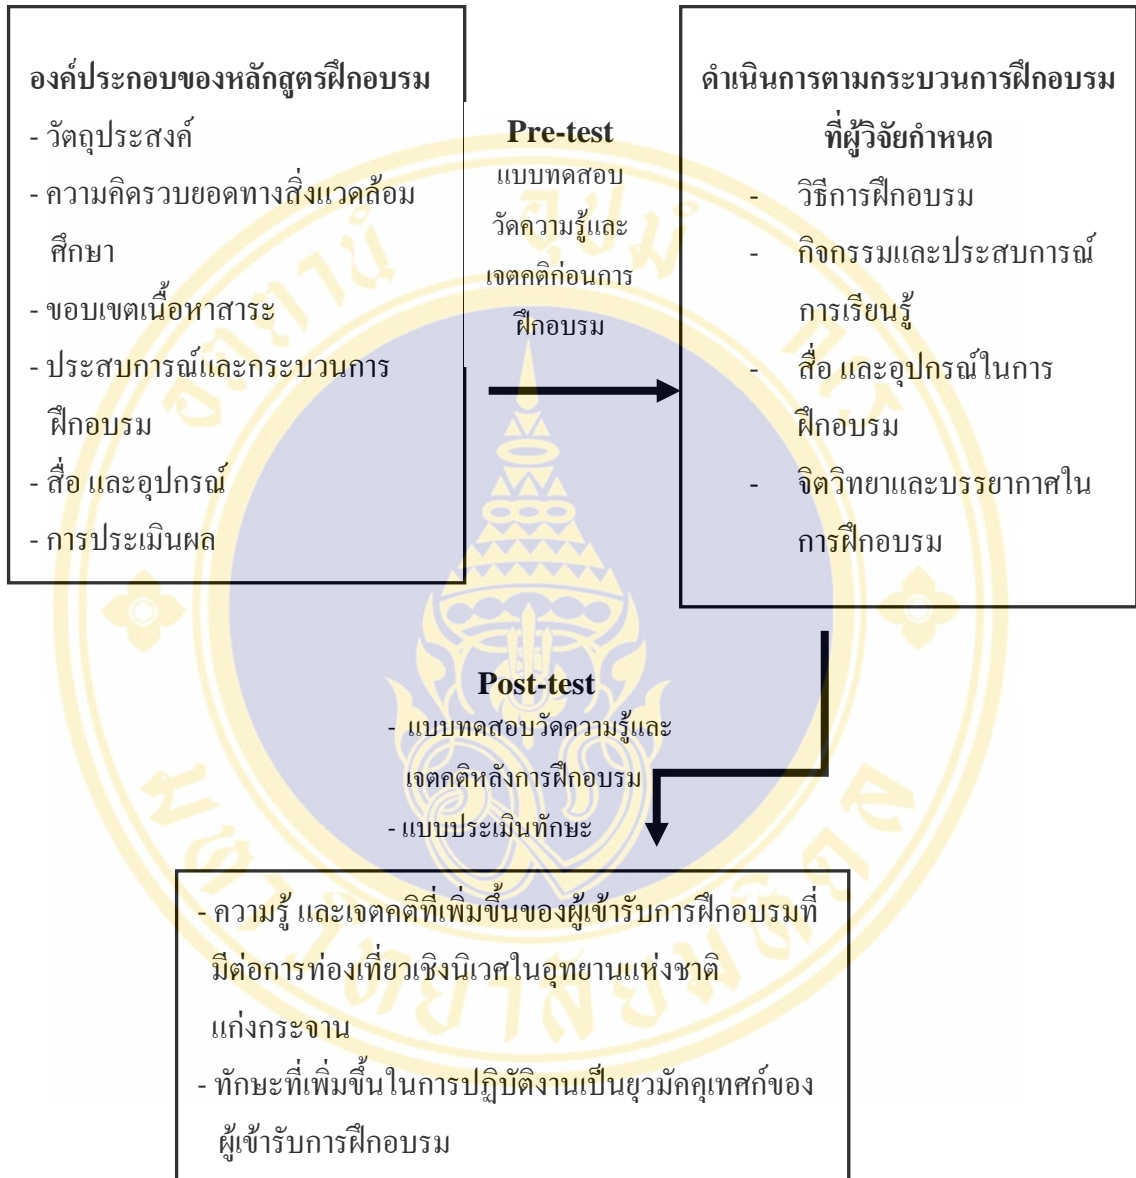 องค์ประกอบของหลักสูตรฝึกอบรม
- วัตถุประสงค์
- ความคิดรวบยอดทางสิ่งแวดล้อม
ศึกษา
- ขอบเขตเนื้อหาสาระ
- ประสบการณ์และกระบวนการ
ฝึกอบรม
- สื่อ และอุปกรณ์
- การประเมินผล
Pre-test
แบบทดสอบ
วัดความรู้และ
เจตคติก่อนการ
ฝึกอบรม
ดำเนินการตามกระบวนการฝึกอบรม
ที่ผู้วิจัยกำหนด
- วิธีการฝึกอบรม
- กิจกรรมและประสบการณ์
การเรียนรู้
- สื่อ และอุปกรณ์ในการ
ฝึกอบรม
- จิตวิทยาและบรรยากาศใน
การฝึกอบรม
Post-test
- แบบทดสอบวัดความรู้และ
เจตคติหลังการฝึกอบรม
- แบบประเมินทักษะ
- ความรู้ และเจตคติที่เพิ่มขึ้นของผู้เข้ารับการฝึกอบรมที่
มีต่อการท่องเที่ยวเชิงนิเวศในอุทยานแห่งชาติ
แก่งกระจาน
- ทักษะที่เพิ่มขึ้นในการปฏิบัติงานเป็นยุวมัคคุเทศก์ของ
ผู้เข้ารับการฝึกอบรม
อตฺตานํ อุปมํ กเร
มหาวิทยาลัยมหิดล